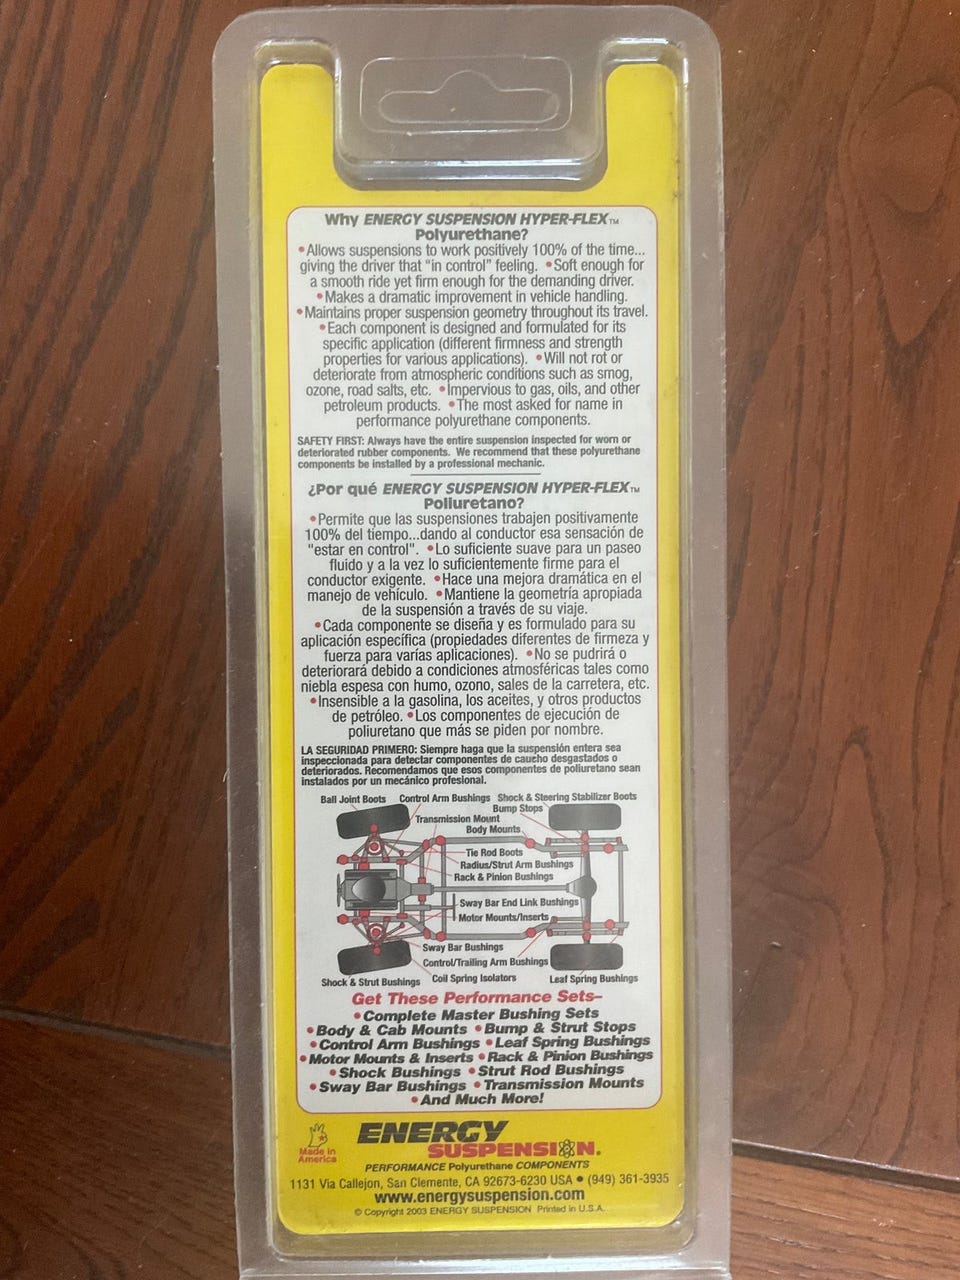 Why ENERGY SUSPENSION HYPER-FLEX™
Polyurethane?
•Allows suspensions to work positively 100% of the time...
giving the driver that "in control" feeling. •Soft enough for
a smooth ride yet firm enough for the demanding driver.
•Makes a dramatic improvement in vehicle handling.
•Maintains proper suspension geometry throughout its travel.
•Each component is designed and formulated for its
specific application (different firmness and strength
properties for various applications). •Will not rot or
deteriorate from atmospheric conditions such as smog,
ozone, road salts, etc. •Impervious to gas, oils, and other
petroleum products. •The most asked for name in
performance polyurethane components.
SAFETY FIRST: Always have the entire suspension inspected for worn or
deteriorated rubber components. We recommend that these polyurethane
components be installed by a professional mechanic.
¿Por qué ENERGY SUSPENSION HYPER-FLEX™
Poliuretano?
•Permite que las suspensiones trabajen positivamente
100% del tiempo...dando al conductor esa sensación de
"estar en control". •Lo suficiente suave para un paseo
fluido y a la vez lo suficientemente firme para el
conductor exigente. •Hace una mejora dramática en el
manejo de vehículo. •Mantiene la geometría apropiada
de la suspensión a través de su viaje.
•Cada componente se diseña y es formulado para su
aplicación específica (propiedades diferentes de firmeza y
fuerza para varías aplicaciones). •No se pudrirá o
deteriorará debido a condiciones atmosféricas tales como
niebla espesa con humo, ozono, sales de la carretera, etc.
•Insensible a la gasolina, los aceites, y otros productos
de petróleo. •Los componentes de ejecución de
poliuretano que más se piden por nombre.
LA SEGURIDAD PRIMERO: Siempre haga que la suspensión entera sea
inspeccionada para detectar componentes de caucho desgastados o
deteriorados. Recomendamos que esos componentes de poliuretano sean
instalados por un mecánico profesional.
Ball Joint Boots Control Arm Bushings Shock & Steering Stabilizer Boots
Bump Stops
Transmission Mount
Body Mounts
Tie Rod Boots
Radius/Strut Arm Bushings
Rack & Pinion Bushings
Sway Bar End Link Bushings
Motor Mounts/Inserts
Sway Bar Bushings
Control/Trailing Arm Bushings
Shock & Strut Bushings Coil Spring Isolators Leaf Spring Bushings
Get These Performance Sets–
•Complete Master Bushing Sets
•Body & Cab Mounts •Bump & Strut Stops
•Control Arm Bushings •Leaf Spring Bushings
•Motor Mounts & Inserts •Rack & Pinion Bushings
•Shock Bushings •Strut Rod Bushings
•Sway Bar Bushings •Transmission Mounts
•And Much More!
Made in
America
ENERGY
SUSPENSION.
PERFORMANCE Polyurethane COMPONENTS
1131 Via Callejon, San Clemente, CA 92673-6230 USA • (949) 361-3935
www.energysuspension.com
© Copyright 2003 ENERGY SUSPENSION Printed in U.S.A.